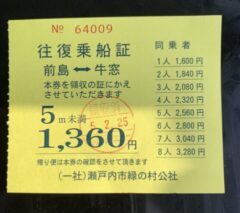 № 64009
往復乗船証
前島⟷牛窓
本券を領収の証にかえ
させていただきます
5m未満
1,360円
5.2.25
帰り便は本券の確認をさせて頂きます
(一社)瀬戸内市緑の村公社
同乗者
1人 1,600円
2人 1,840円
3人 2,080円
4人 2,320円
5人 2,560円
6人 2,800円
7人 3,040円
8人 3,280円